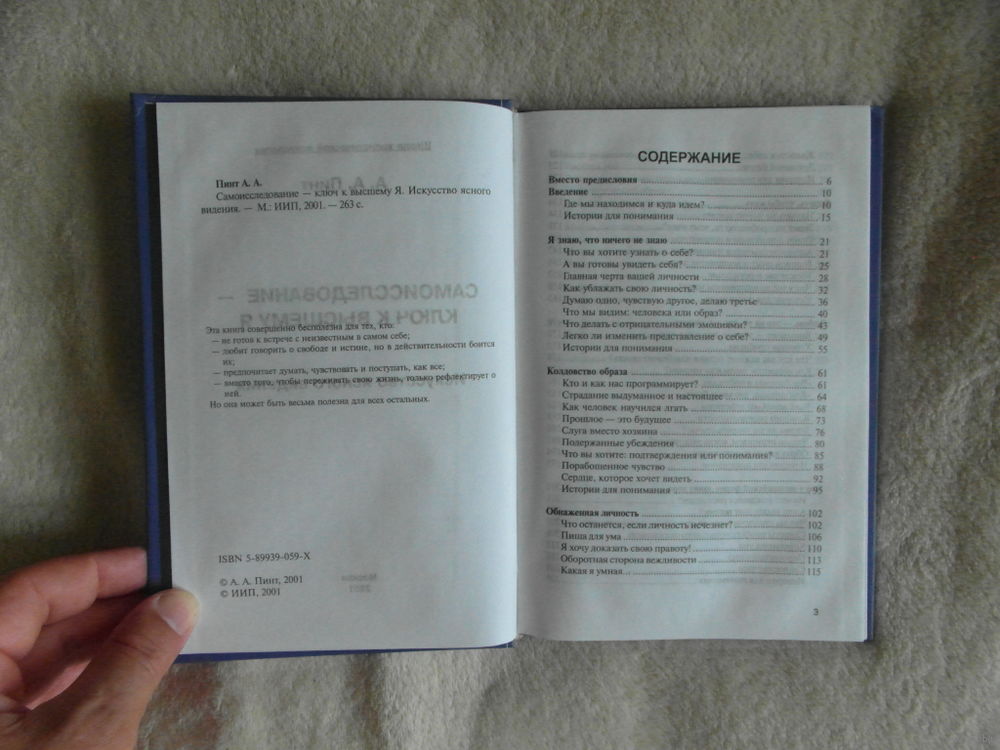 Пинт А. А.
Самоисследование — ключ к высшему Я. Искусство ясного
видения. — М.: ИИП, 2001. — 263 с.
Эта книга совершенно бесполезна для тех, кто:
— не готов к встрече с неизвестным в самом себе;
— любит говорить о свободе и истине, но в действительности боится
их;
— предпочитает думать, чувствовать и поступать, как все;
— вместо того, чтобы переживать свою жизнь, только рефлектирует о
ней.
Но она может быть весьма полезна для всех остальных.
ISBN 5-89939-059-X
© А. А. Пинт, 2001
© ИИП, 2001
СОДЕРЖАНИЕ
Вместо предисловия 6
Введение 10
Где мы находимся и куда идем? 10
Истории для понимания 15
Я знаю, что ничего не знаю 21
Что вы хотите узнать о себе? 21
А вы готовы увидеть себя? 25
Главная черта вашей личности 28
Как ублажать свою личность? 32
Думаю одно, чувствую другое, делаю третье 36
Что мы видим: человека или образ? 40
Что делать с отрицательными эмоциями? 43
Легко ли изменить представление о себе? 49
Истории для понимания 55
Колдовство образа 61
Кто и как нас программирует? 61
Страдание выдуманное и настоящее 64
Как человек научился лгать 68
Прошлое — это будущее 73
Слуга вместо хозяина 76
Подержанные убеждения 80
Что вы хотите: подтверждения или понимания? 85
Порабощенное чувство 88
Сердце, которое хочет видеть 92
Истории для понимания 95
Обнаженная личность 102
Что останется, если личность исчезнет? 102
Пища для ума 106
Я хочу доказать свою правоту! 110
Оборотная сторона вежливости 113
Какая я умная... 115
3